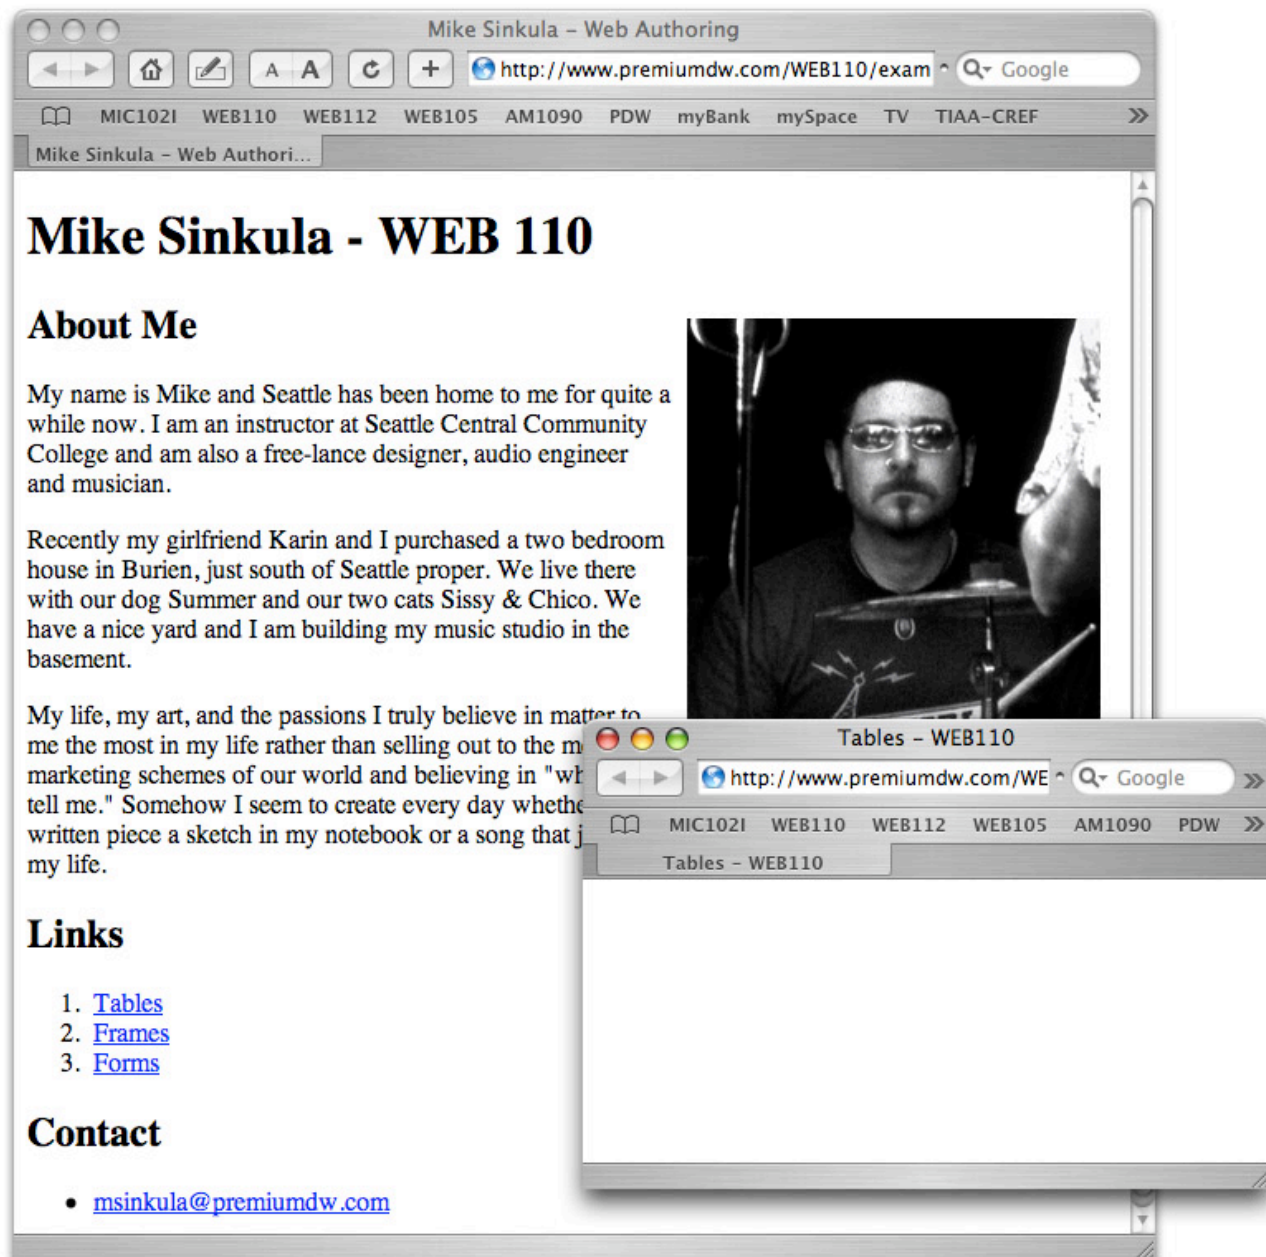 Mike Sinkula – Web Authoring
A A + http://www.premiumdw.com/WEB110/exam Google
MIC102I WEB110 WEB112 WEB105 AM1090 PDW myBank mySpace TV TIAA-CREF
Mike Sinkula – Web Authori...
Mike Sinkula - WEB 110
About Me
My name is Mike and Seattle has been home to me for quite a
while now. I am an instructor at Seattle Central Community
College and am also a free-lance designer, audio engineer
and musician.
Recently my girlfriend Karin and I purchased a two bedroom
house in Burien, just south of Seattle proper. We live there
with our dog Summer and our two cats Sissy & Chico. We
have a nice yard and I am building my music studio in the
basement.
My life, my art, and the passions I truly believe in matter to
me the most in my life rather than selling out to the
marketing schemes of our world and believing in
tell me." Somehow I seem to create every day
written piece a sketch in my notebook or a song that
my life.
Links
1. Tables
2. Frames
3. Forms
Contact
• msinkula@premiumdw.com
Tables – WEB110
http://www.premiumdw.com/WE Google
MIC102I WEB110 WEB112 WEB105 AM1090 PDW
Tables – WEB110